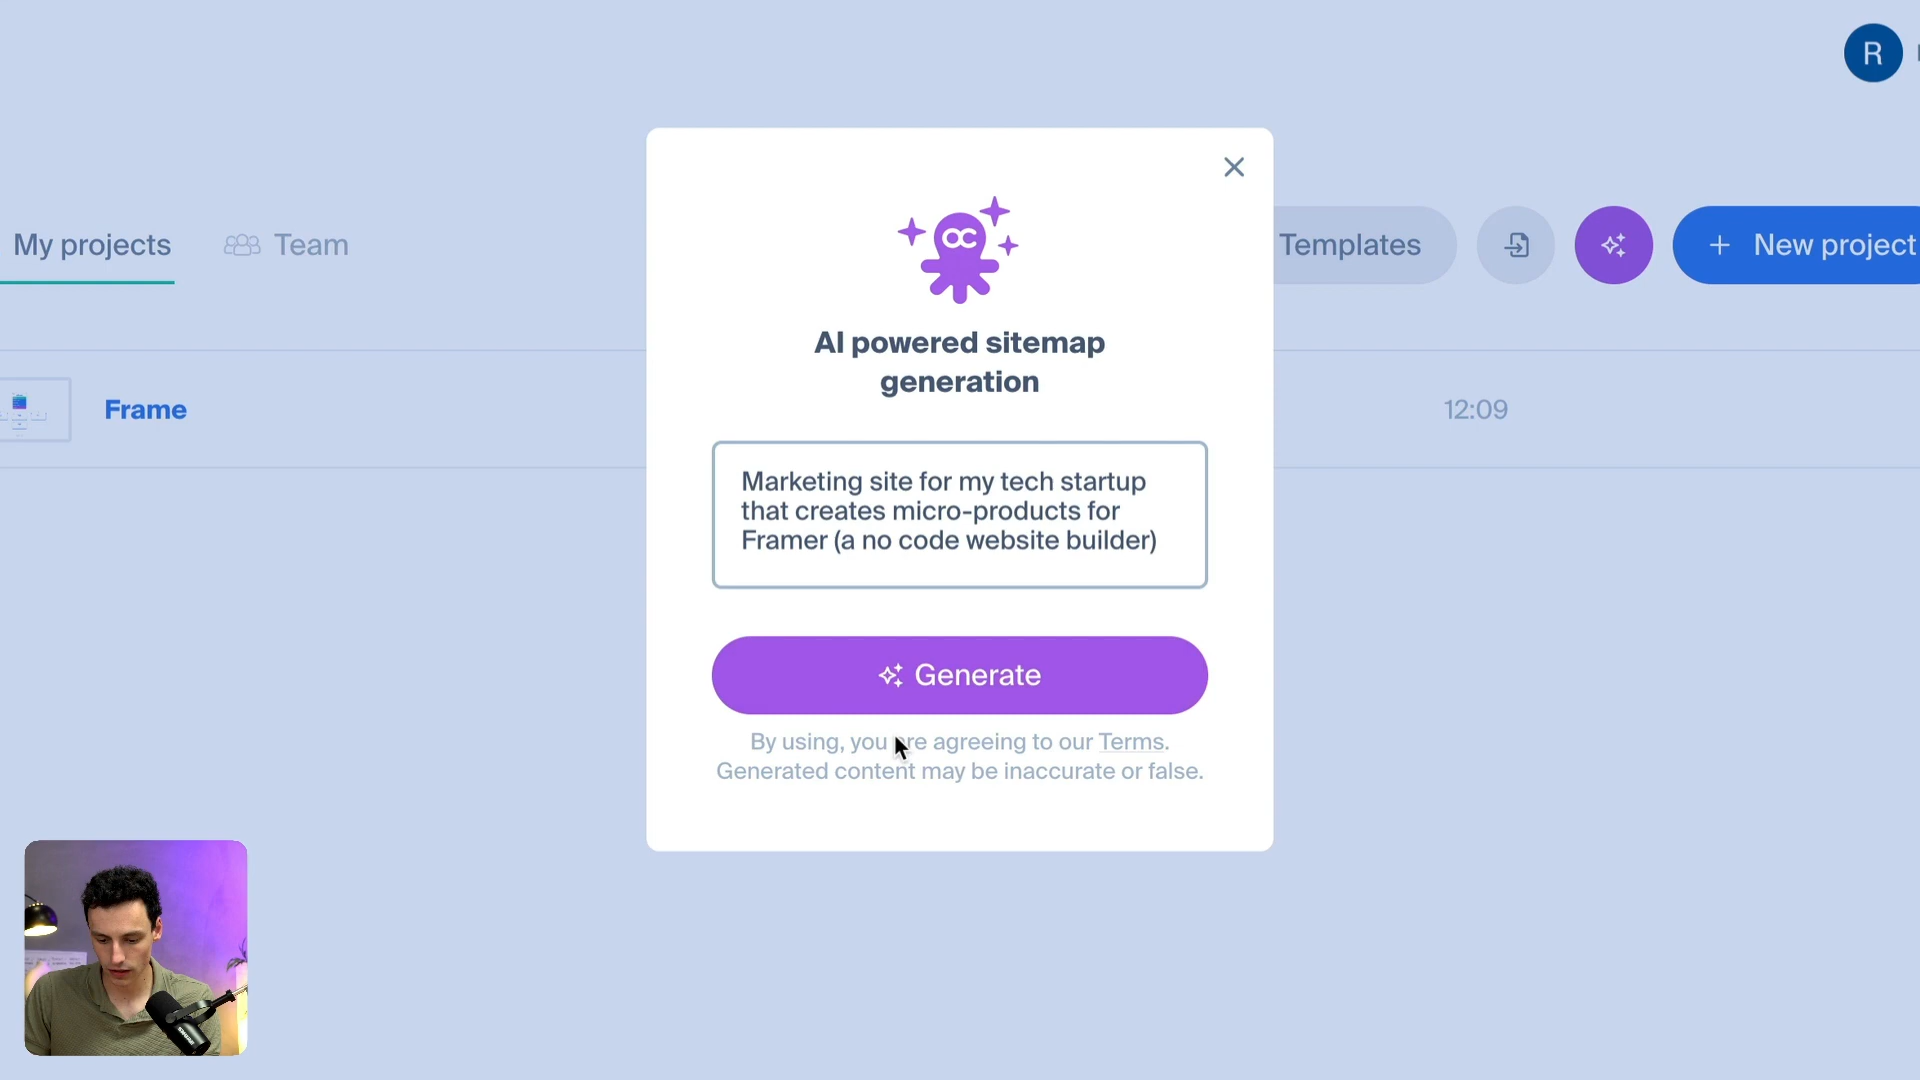 R
My projects
Team
Templates
+ New project
Frame
12:09
AI powered sitemap
generation
Marketing site for my tech startup
that creates micro-products for
Framer (a no code website builder)
Generate
By using, you are agreeing to our Terms.
Generated content may be inaccurate or false.